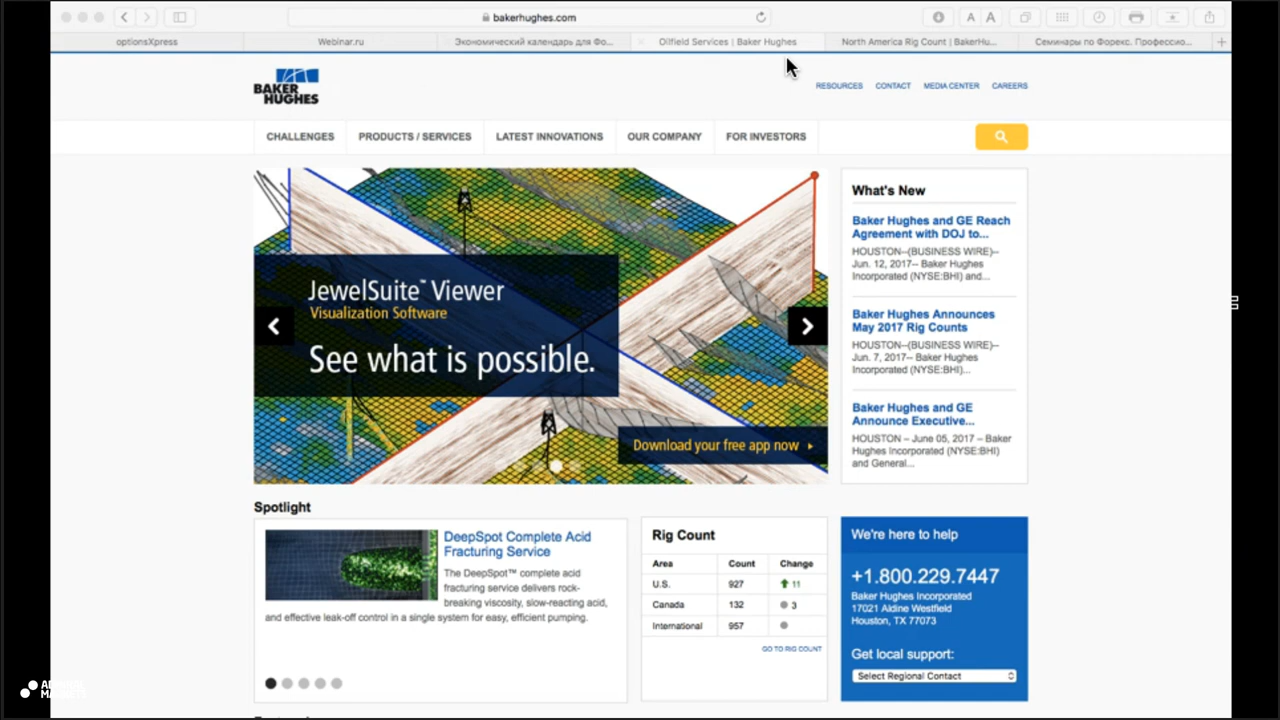 bakerhughes.com
A A
optionsXpress
Webinar.ru
Экономический календарь для Фо...
Oilfield Services | Baker Hughes
North America Rig Count | BakerHu...
Семинары по Форекс. Профессио...
BAKER
HUGHES
RESOURCES CONTACT MEDIA CENTER CAREERS
CHALLENGES PRODUCTS / SERVICES LATEST INNOVATIONS OUR COMPANY FOR INVESTORS
JewelSuite™ Viewer
Visualization Software
See what is possible.
Download your free app now
What's New
Baker Hughes and GE Reach
Agreement with DOJ to...
HOUSTON--(BUSINESS WIRE)--
Jun. 12, 2017-- Baker Hughes
Incorporated (NYSE:BHI) and...
Baker Hughes Announces
May 2017 Rig Counts
HOUSTON--(BUSINESS WIRE)--
Jun. 7, 2017-- Baker Hughes
Incorporated (NYSE:BHI)...
Baker Hughes and GE
Announce Executive...
HOUSTON – June 05, 2017 – Baker
Hughes Incorporated (NYSE:BHI)
and General...
Spotlight
DeepSpot Complete Acid
Fracturing Service
The DeepSpot™ complete acid
fracturing service delivers rock-
breaking viscosity, slow-reacting acid,
and effective leak-off control in a single system for easy, efficient pumping.
Rig Count
Area Count Change
U.S. 927 11
Canada 132 3
International 957
GO TO RIG COUNT
We're here to help
+1.800.229.7447
Baker Hughes Incorporated
17021 Aldine Westfield
Houston, TX 77073
Get local support:
Select Regional Contact